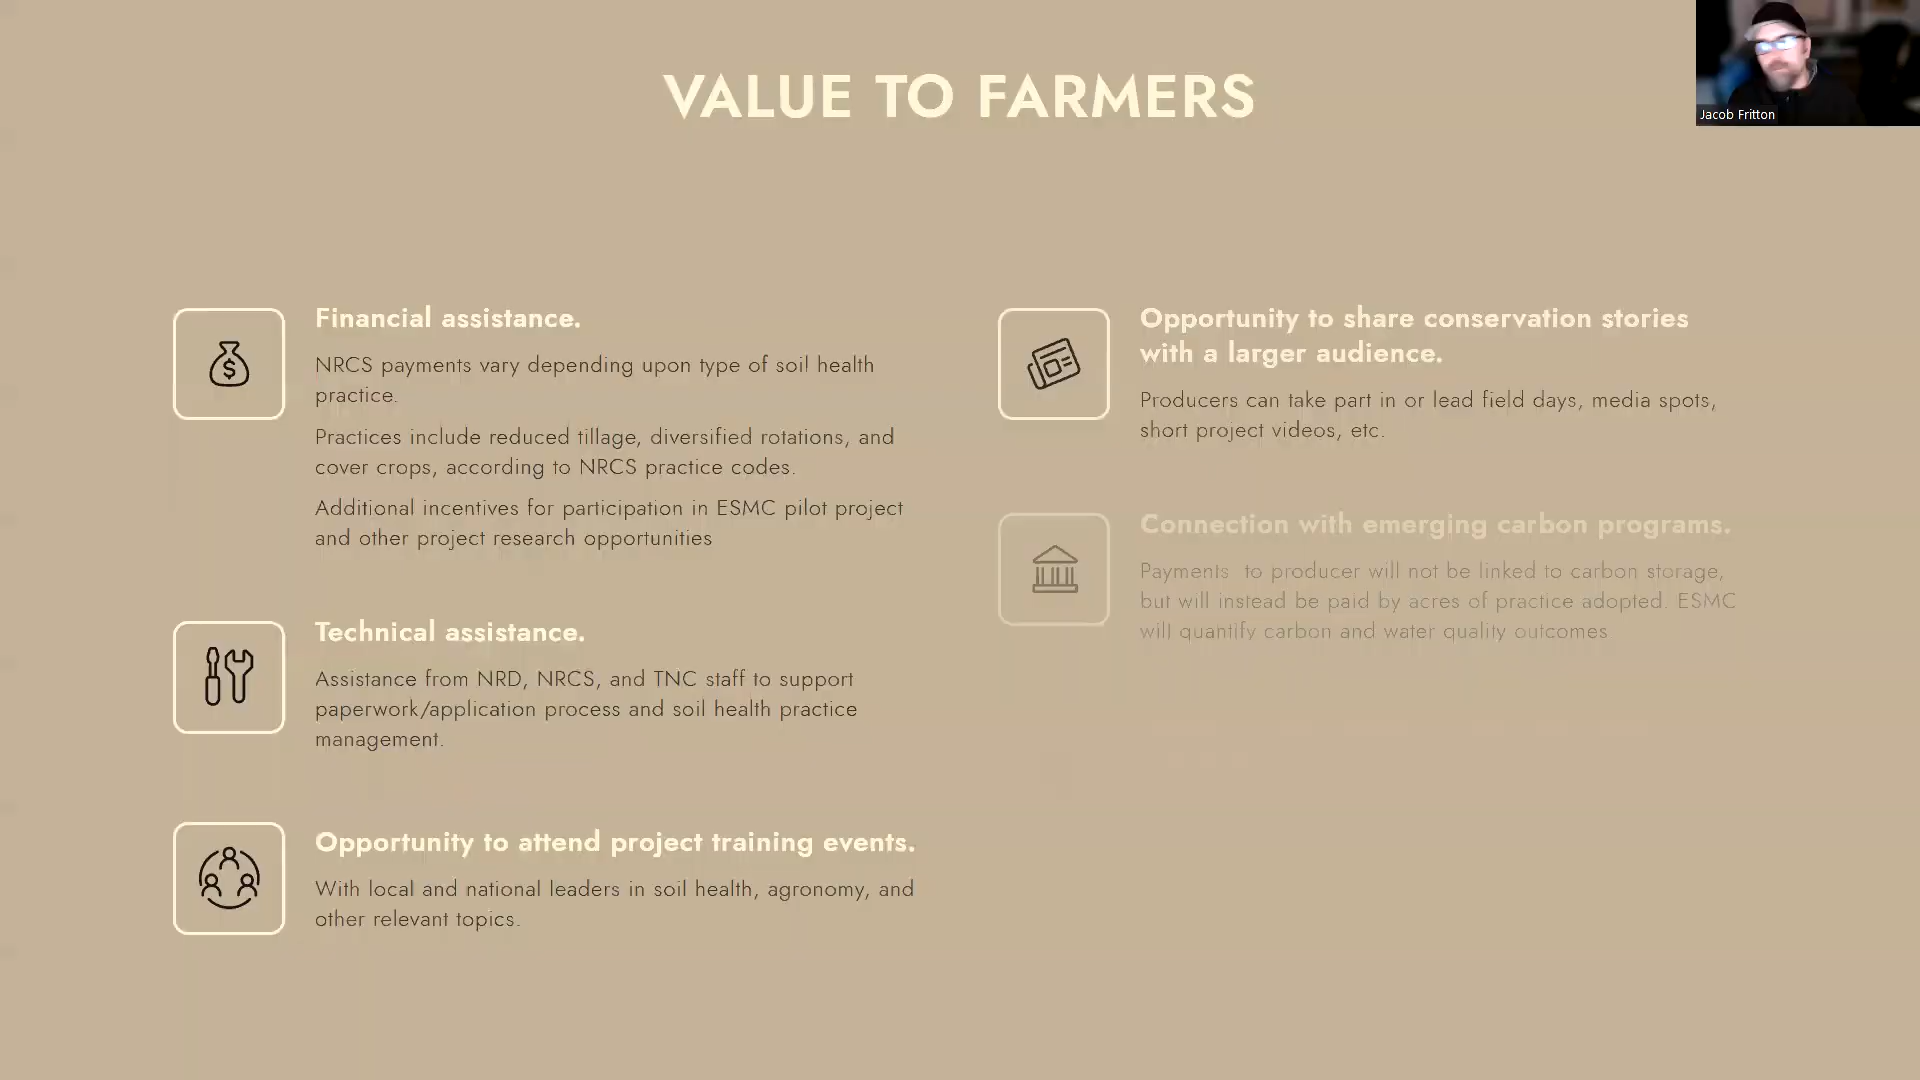 VALUE TO FARMERS
Jacob Fritton
Financial assistance.
NRCS payments vary depending upon type of soil health
practice.
Practices include reduced tillage, diversified rotations, and
cover crops, according to NRCS practice codes.
Additional incentives for participation in ESMC pilot project
and other project research opportunities
Technical assistance.
Assistance from NRD, NRCS, and TNC staff to support
paperwork/application process and soil health practice
management.
Opportunity to attend project training events.
With local and national leaders in soil health, agronomy, and
other relevant topics.
Opportunity to share conservation stories
with a larger audience.
Producers can take part in or lead field days, media spots,
short project videos, etc.
Connection with emerging carbon programs.
Payments to producer will not be linked to carbon storage,
but will instead be paid by acres of practice adopted. ESMC
will quantify carbon and water quality outcomes